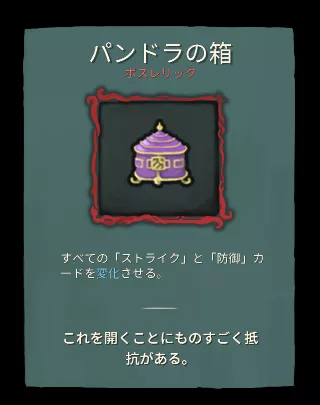 パンドラの箱
ボスレリック
すべての「ストライク」と「防御」カ
ードを変化させる。
これを開くことにものすごく抵
抗がある。